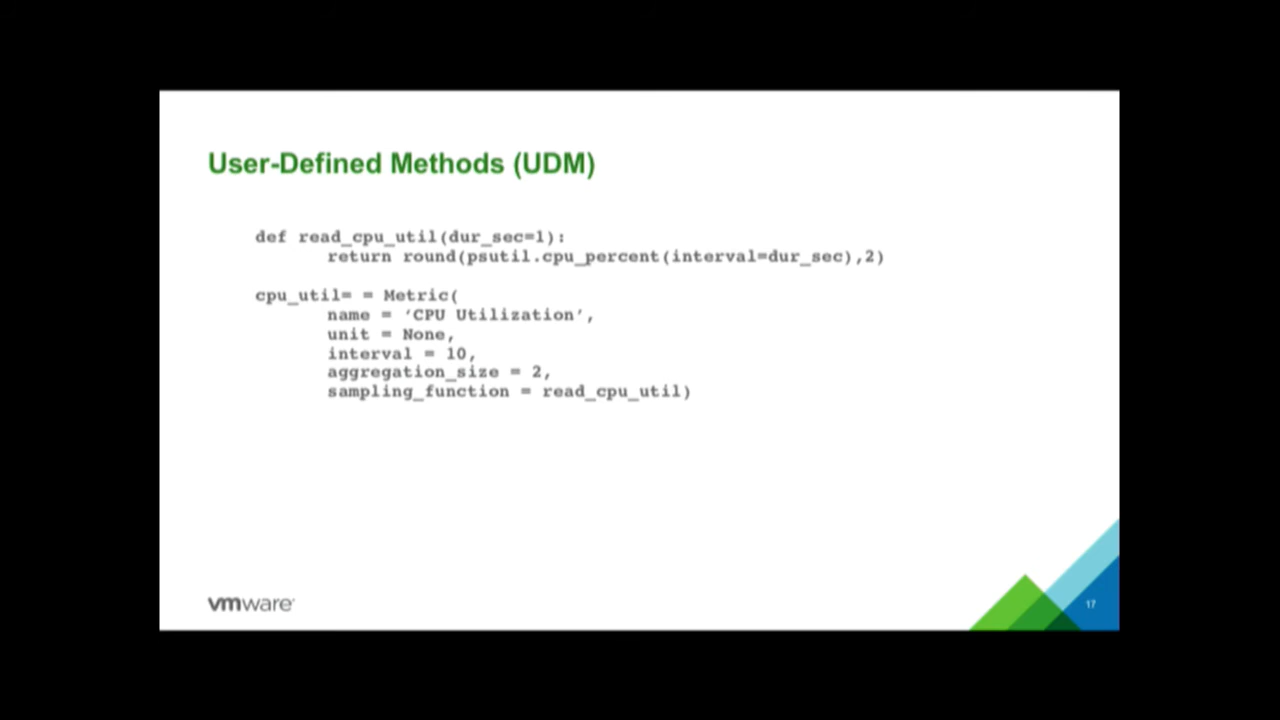 User-Defined Methods (UDM)
def read_cpu_util(dur_sec=1):
return round(psutil.cpu_percent(interval=dur_sec),2)
cpu_util= = Metric(
name = ‘CPU Utilization’,
unit = None,
interval = 10,
aggregation_size = 2,
sampling_function = read_cpu_util)
vmware
17